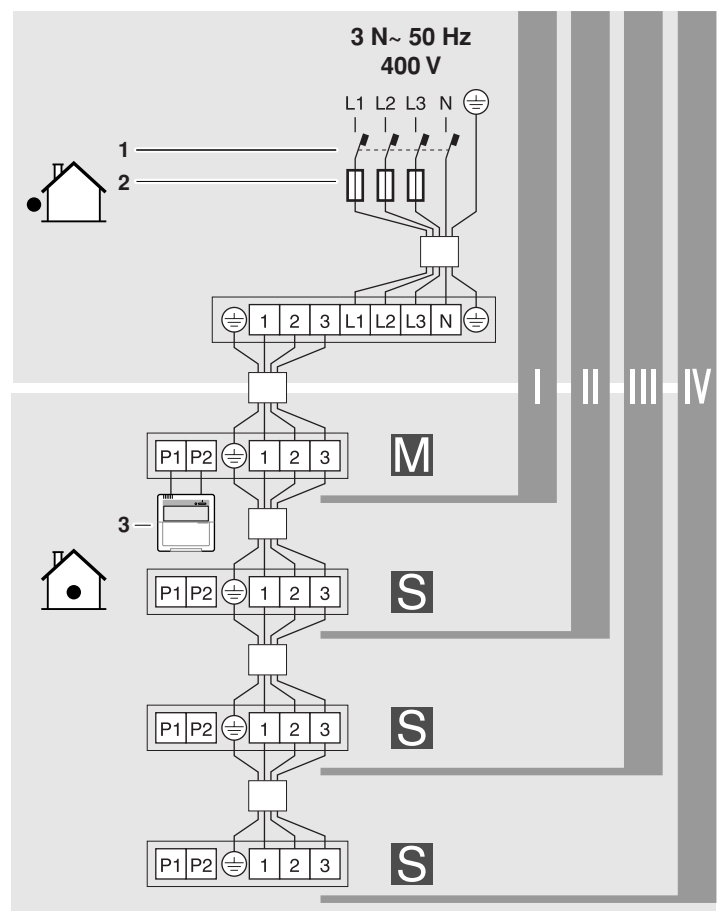 3 N~ 50 Hz
400 V
L1 L2 L3 N
1
2
1 2 3 L1 L2 L3 N
I II III IV
P1 P2 1 2 3 M
3
P1 P2 1 2 3 S
P1 P2 1 2 3 S
P1 P2 1 2 3 S